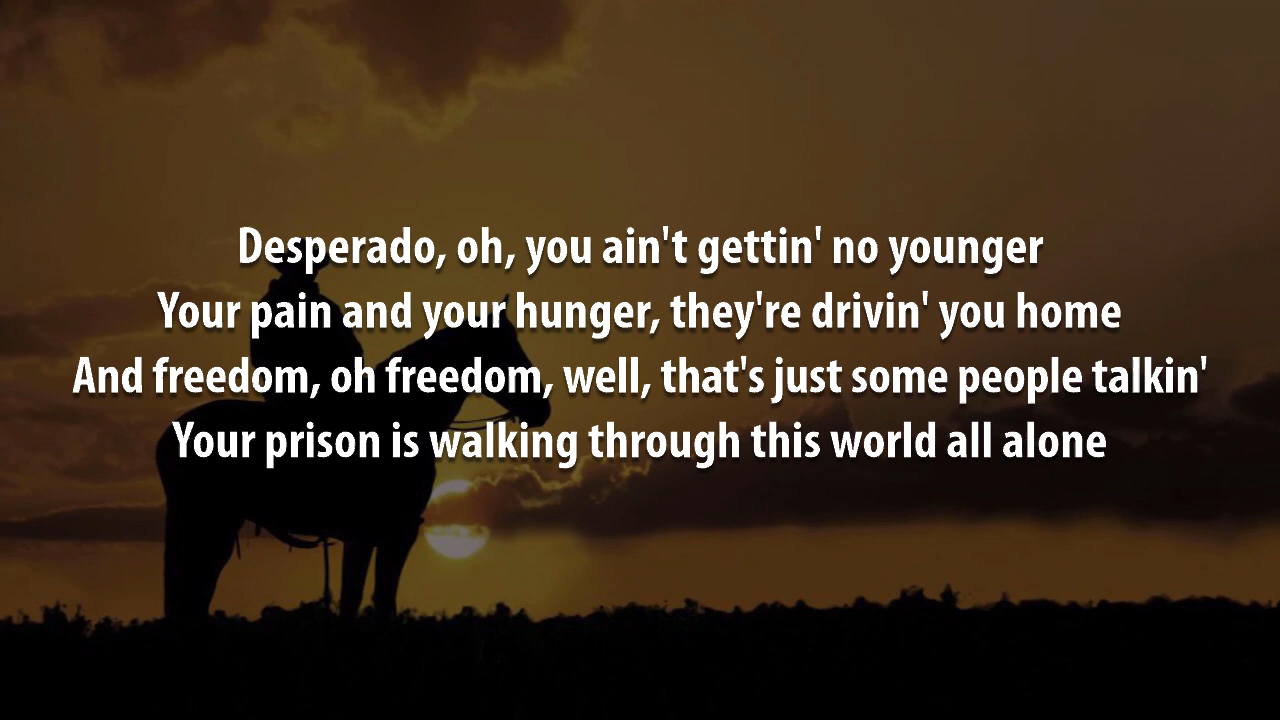 Desperado, oh, you ain't gettin' no younger
Your pain and your hunger, they're drivin' you home
And freedom, oh freedom, well, that's just some people talkin'
Your prison is walking through this world all alone